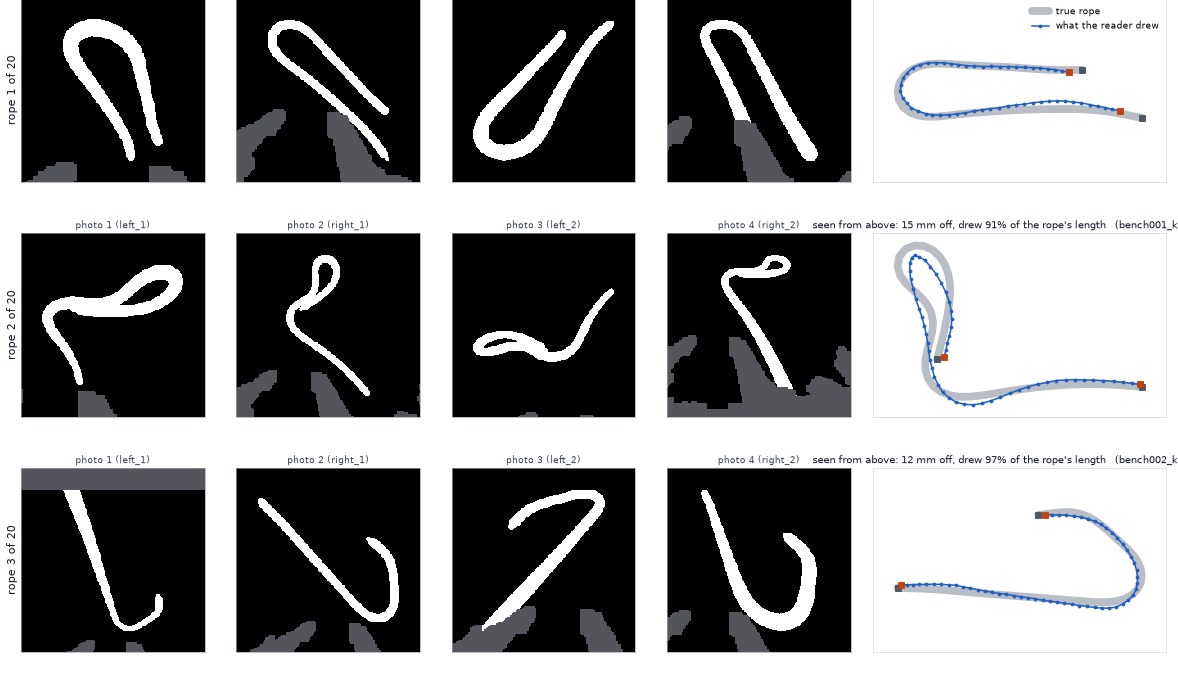 true rope
what the reader drew
rope 1 of 20
photo 1 (left_1)
photo 2 (right_1)
photo 3 (left_2)
photo 4 (right_2)
seen from above: 15 mm off, drew 91% of the rope's length (bench001_k
rope 2 of 20
photo 1 (left_1)
photo 2 (right_1)
photo 3 (left_2)
photo 4 (right_2)
seen from above: 12 mm off, drew 97% of the rope's length (bench002_k
rope 3 of 20